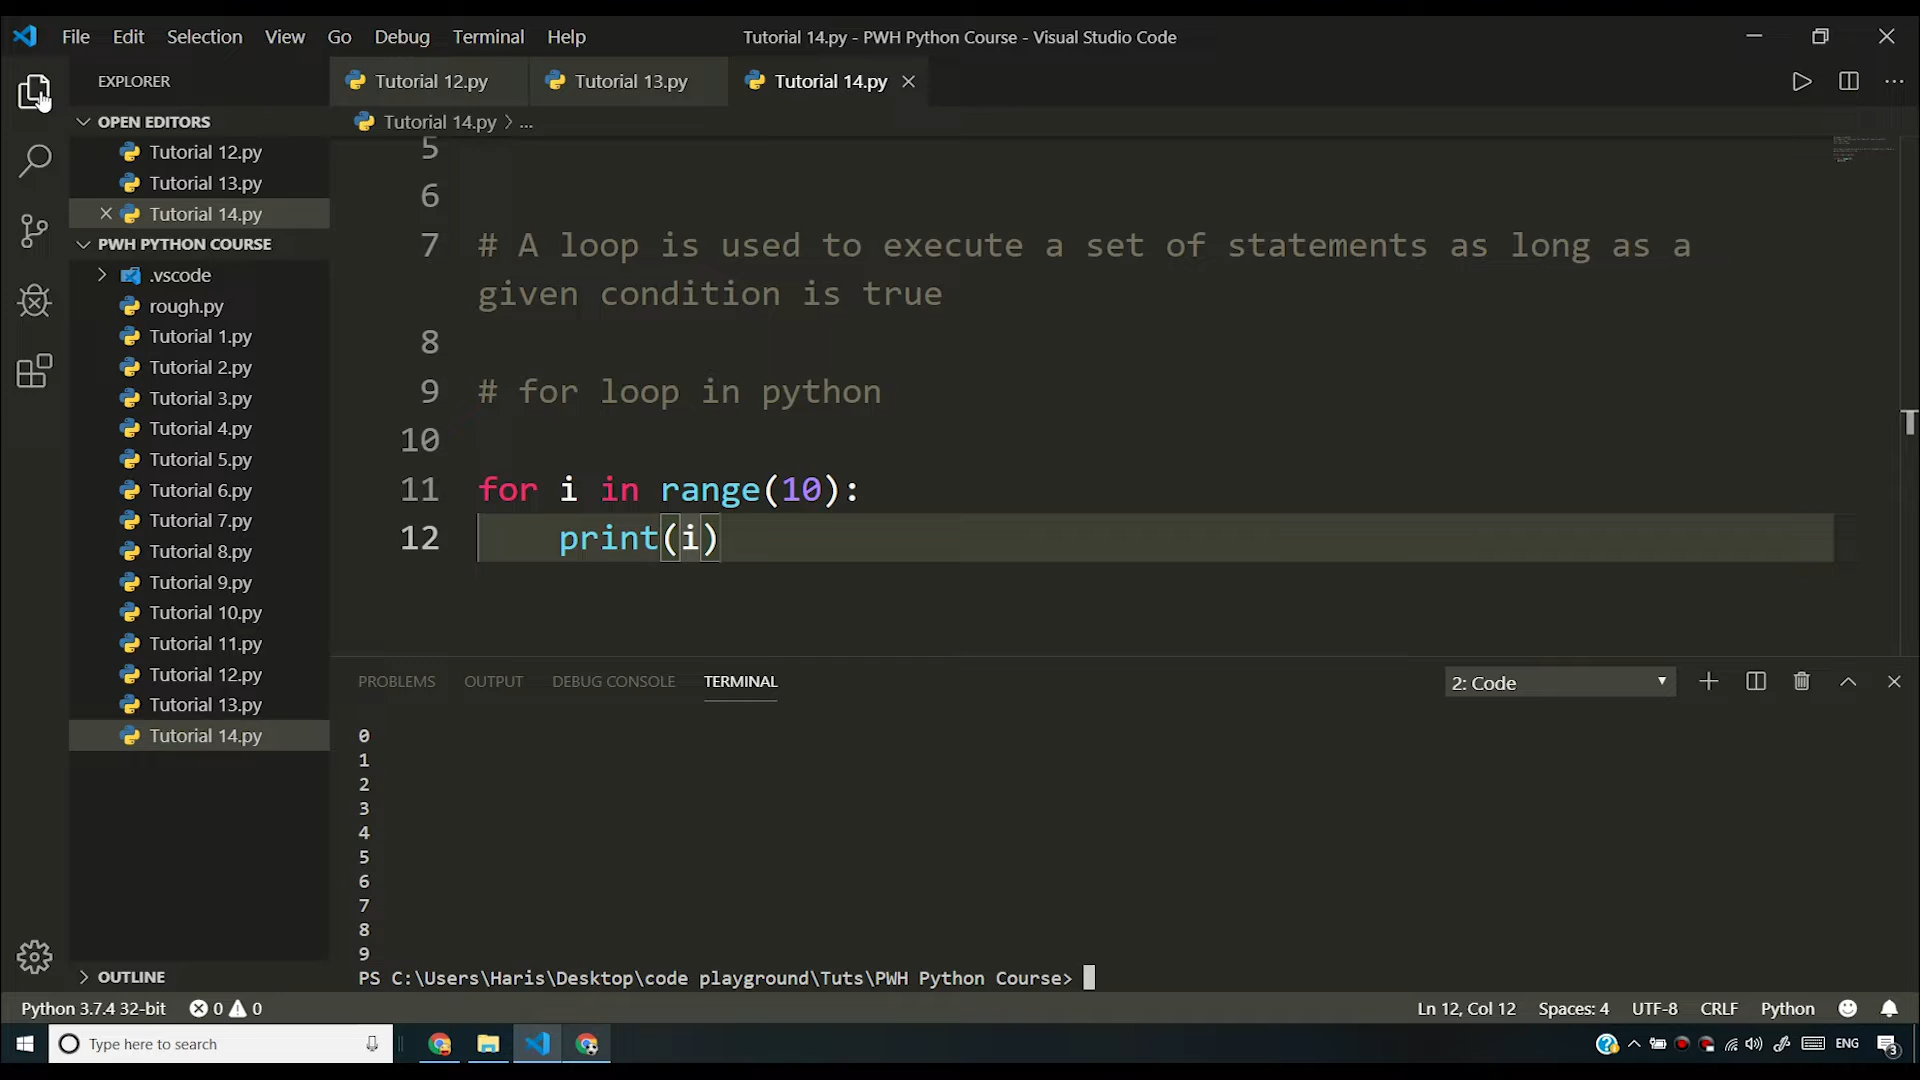 File Edit Selection View Go Debug Terminal Help
Tutorial 14.py - PWH Python Course - Visual Studio Code
EXPLORER
Tutorial 12.py
Tutorial 13.py
Tutorial 14.py
OPEN EDITORS
Tutorial 12.py
Tutorial 13.py
Tutorial 14.py
PWH PYTHON COURSE
.vscode
rough.py
Tutorial 1.py
Tutorial 2.py
Tutorial 3.py
Tutorial 4.py
Tutorial 5.py
Tutorial 6.py
Tutorial 7.py
Tutorial 8.py
Tutorial 9.py
Tutorial 10.py
Tutorial 11.py
Tutorial 12.py
Tutorial 13.py
Tutorial 14.py
OUTLINE
Tutorial 14.py > ...
5
6
7 # A loop is used to execute a set of statements as long as a
given condition is true
8
9 # for loop in python
10
11 for i in range(10):
12 print(i)
PROBLEMS OUTPUT DEBUG CONSOLE TERMINAL
2: Code
0
1
2
3
4
5
6
7
8
9
PS C:\Users\Haris\Desktop\code playground\Tuts\PWH Python Course>
Python 3.7.4 32-bit 0 0
Ln 12, Col 12 Spaces: 4 UTF-8 CRLF Python
Type here to search
ENG
3